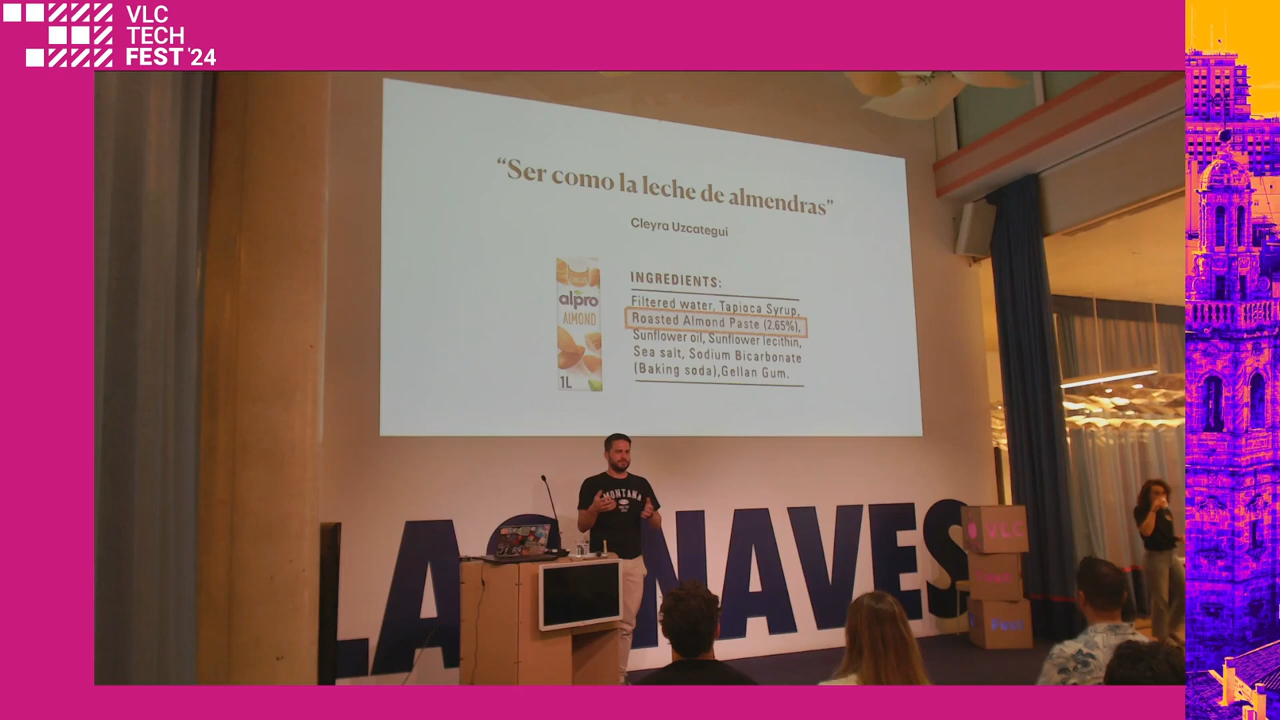 VLC
TECH
FEST '24
“Ser como la leche de almendras”
Cleyra Uzcategui
alpro
ALMOND
1L
INGREDIENTS:
Filtered water, Tapioca Syrup,
Roasted Almond Paste (2.65%),
Sunflower oil, Sunflower lecithin,
Sea salt, Sodium Bicarbonate
(Baking soda),Gellan Gum.
MONTANA
LAS NAVES
VLC